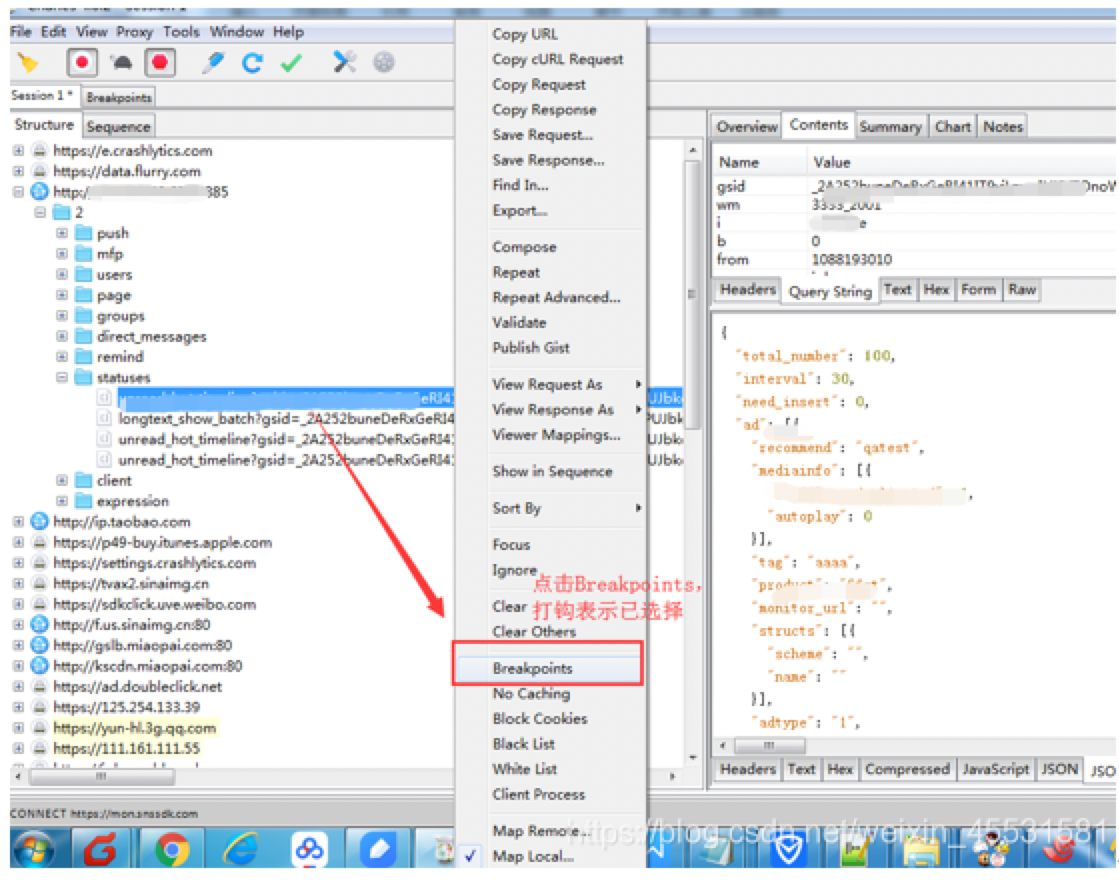 File Edit View Proxy Tools Window Help
Session 1 * Breakpoints
Structure Sequence
https://e.crashlytics.com
https://data.flurry.com
http:/ 385
2
push
mfp
users
page
groups
direct_messages
remind
statuses
longtext_show_batch?gsid=_2A252buneDeRxGeRI41
unread_hot_timeline?gsid=_2A252buneDeRxGeRI41
unread_hot_timeline?gsid=_2A252buneDeRxGeRI41
client
expression
http://ip.taobao.com
https://p49-buy.itunes.apple.com
https://settings.crashlytics.com
https://tvax2.sinaimg.cn
https://sdkclick.uve.weibo.com
http://f.us.sinaimg.cn:80
http://gslb.miaopai.com:80
http://kscdn.miaopai.com:80
https://ad.doubleclick.net
https://125.254.133.39
https://yun-hl.3g.qq.com
https://111.161.111.55
CONNECT https://mon.snssdk.com
Copy URL
Copy cURL Request
Copy Request
Copy Response
Save Request...
Save Response...
Find In...
Export...
Compose
Repeat
Repeat Advanced...
Validate
Publish Gist
View Request As
View Response As
Viewer Mappings...
Show in Sequence
Sort By
Focus
Ignore
点击Breakpoints，
打钩表示已选择
Clear
Clear Others
Breakpoints
No Caching
Block Cookies
Black List
White List
Client Process
Map Remote...
Map Local...
Overview Contents Summary Chart Notes
Name Value
gsid
wm 3333_2001
i e
b 0
from 1088193010
Headers Query String Text Hex Form Raw
{
"total_number": 100,
"interval": 30,
"need_insert": 0,
"ad": [{
"recommend": "qatest",
"mediainfo": [{
"autoplay": 0
}],
"tag": "aaaa",
"monitor_url": "",
"structs": [{
"scheme": "",
"name": ""
}],
"adtype": "1",
Headers Text Hex Compressed JavaScript JSON JSO
https://blog.csdn.net/weixin_45531581